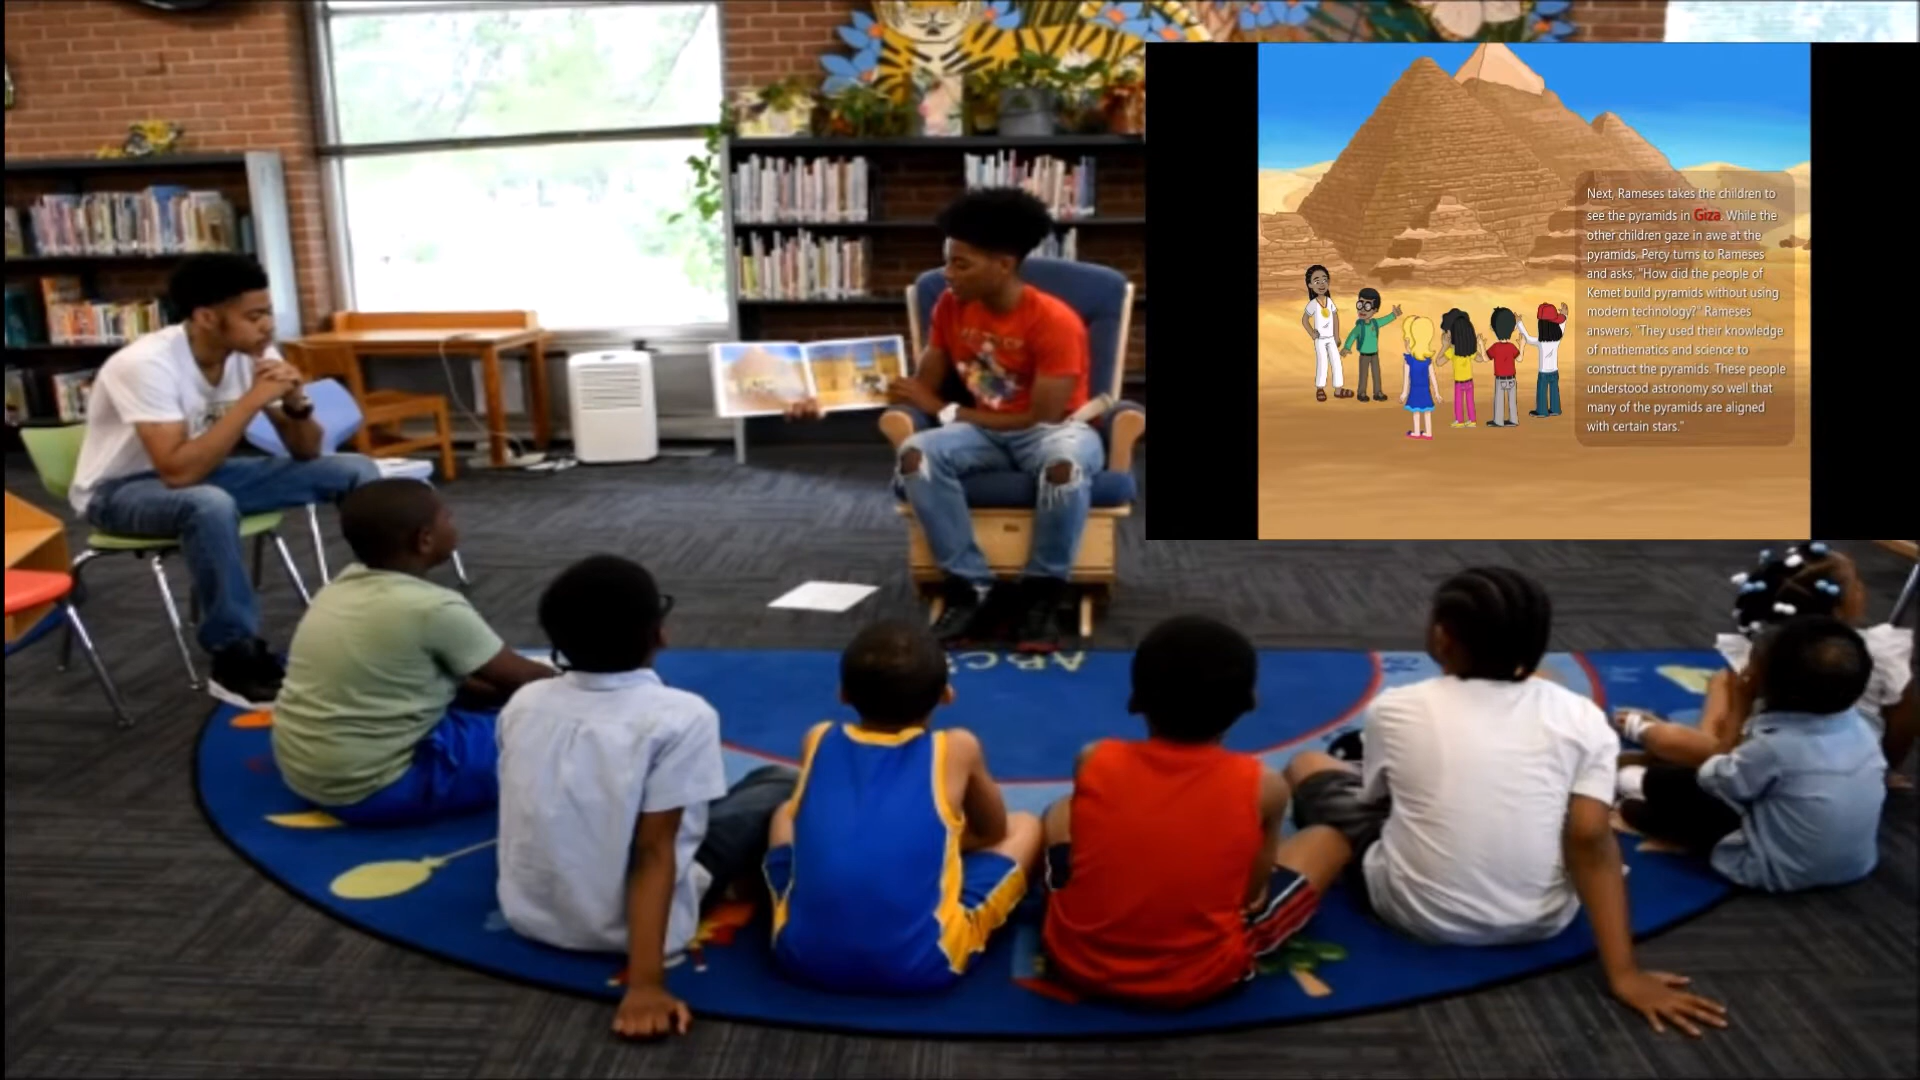 Next, Rameses takes the children to
see the pyramids in Giza. While the
other children gaze in awe at the
pyramids, Percy turns to Rameses
and asks, "How did the people of
Kemet build pyramids without using
modern technology?" Rameses
answers, "They used their knowledge
of mathematics and science to
construct the pyramids. These people
understood astronomy so well that
many of the pyramids are aligned
with certain stars."
ABC